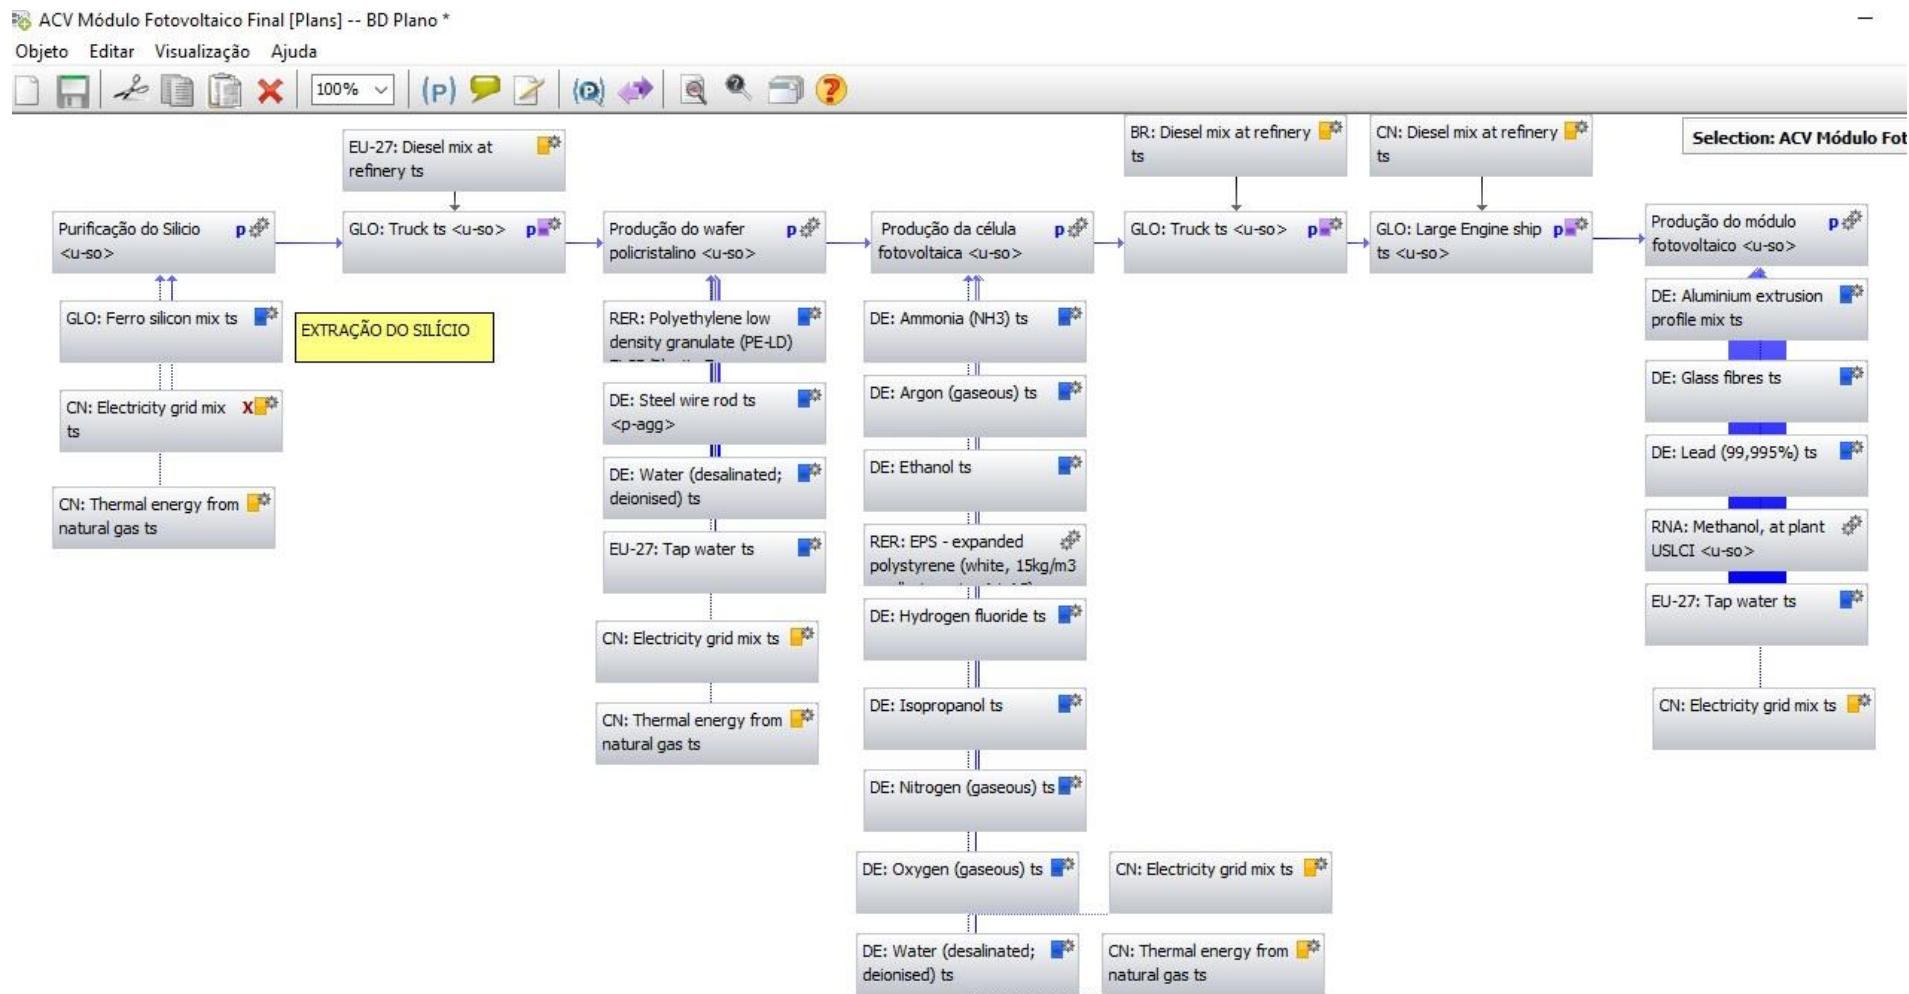 ACV Módulo Fotovoltaico Final [Plans] -- BD Plano *
Objeto Editar Visualização Ajuda
100%
(P)
Selection: ACV Módulo Fot
EU-27: Diesel mix at
refinery ts
BR: Diesel mix at refinery
ts
CN: Diesel mix at refinery
ts
Purificação do Silicio p
<u-so>
GLO: Truck ts <u-so> p
Produção do wafer p
policristalino <u-so>
Produção da célula p
fotovoltaica <u-so>
GLO: Truck ts <u-so> p
GLO: Large Engine ship p
ts <u-so>
Produção do módulo p
fotovoltaico <u-so>
GLO: Ferro silicon mix ts
EXTRAÇÃO DO SILÍCIO
CN: Electricity grid mix X
ts
CN: Thermal energy from
natural gas ts
RER: Polyethylene low
density granulate (PE-LD)
DE: Steel wire rod ts
<p-agg>
DE: Water (desalinated;
deionised) ts
EU-27: Tap water ts
CN: Electricity grid mix ts
CN: Thermal energy from
natural gas ts
DE: Ammonia (NH3) ts
DE: Argon (gaseous) ts
DE: Ethanol ts
RER: EPS - expanded
polystyrene (white, 15kg/m3
DE: Hydrogen fluoride ts
DE: Isopropanol ts
DE: Nitrogen (gaseous) ts
DE: Oxygen (gaseous) ts
DE: Water (desalinated;
deionised) ts
CN: Electricity grid mix ts
CN: Thermal energy from
natural gas ts
DE: Aluminium extrusion
profile mix ts
DE: Glass fibres ts
DE: Lead (99,995%) ts
RNA: Methanol, at plant
USLCI <u-so>
EU-27: Tap water ts
CN: Electricity grid mix ts